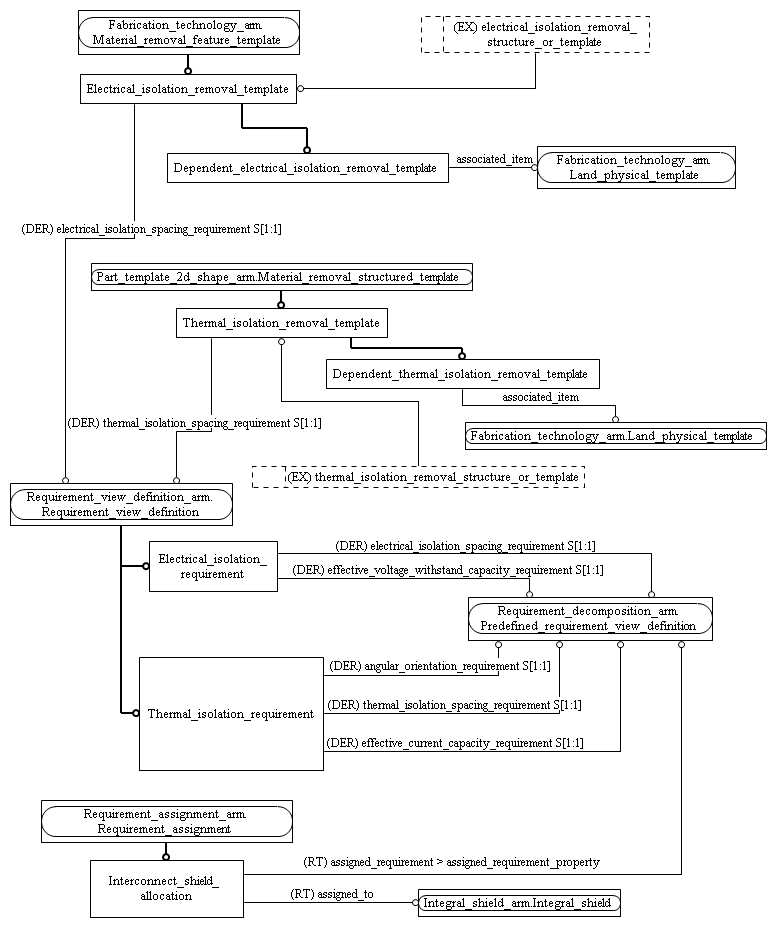 Fabrication_technology_arm.
Material_removal_feature_template
(EX) electrical_isolation_removal_
structure_or_template
Electrical_isolation_removal_template
Dependent_electrical_isolation_removal_template
associated_item
Fabrication_technology_arm.
Land_physical_template
(DER) electrical_isolation_spacing_requirement S[1:1]
Part_template_2d_shape_arm.Material_removal_structured_template
Thermal_isolation_removal_template
Dependent_thermal_isolation_removal_template
associated_item
(DER) thermal_isolation_spacing_requirement S[1:1]
Fabrication_technology_arm.Land_physical_template
(EX) thermal_isolation_removal_structure_or_template
Requirement_view_definition_arm.
Requirement_view_definition
Electrical_isolation_
requirement
(DER) electrical_isolation_spacing_requirement S[1:1]
(DER) effective_voltage_withstand_capacity_requirement S[1:1]
Requirement_decomposition_arm.
Predefined_requirement_view_definition
Thermal_isolation_requirement
(DER) angular_orientation_requirement S[1:1]
(DER) thermal_isolation_spacing_requirement S[1:1]
(DER) effective_current_capacity_requirement S[1:1]
Requirement_assignment_arm.
Requirement_assignment
Interconnect_shield_
allocation
(RT) assigned_requirement > assigned_requirement_property
(RT) assigned_to
Integral_shield_arm.Integral_shield